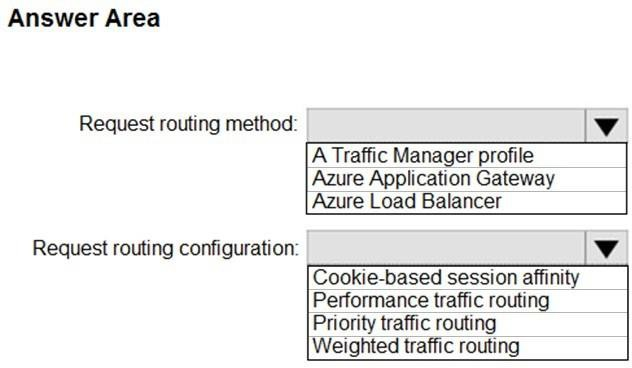 Answer Area
Request routing method:
A Traffic Manager profile
Azure Application Gateway
Azure Load Balancer
Request routing configuration:
Cookie-based session affinity
Performance traffic routing
Priority traffic routing
Weighted traffic routing